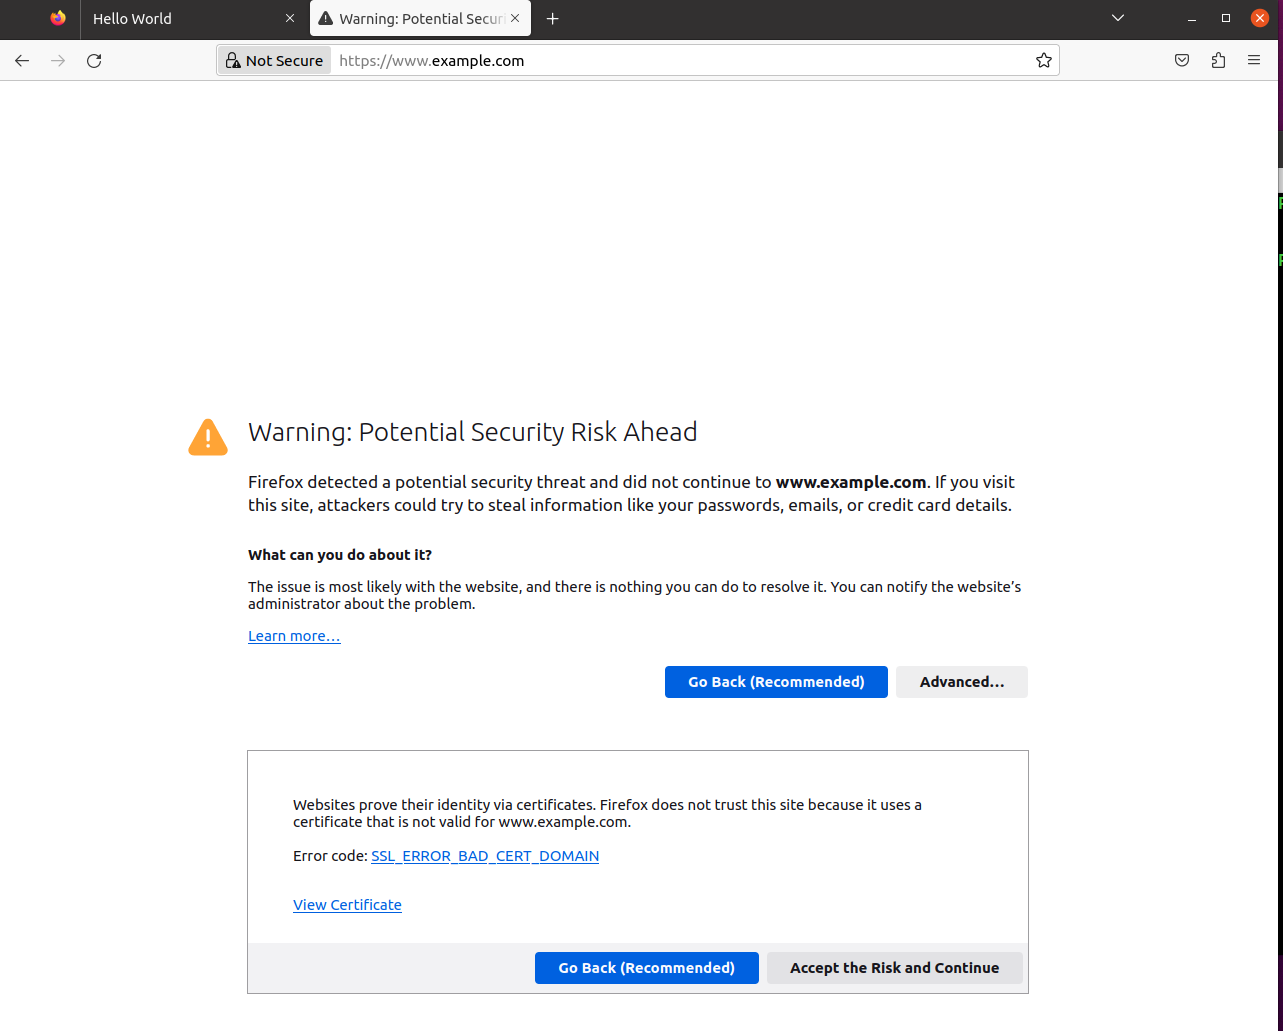 Hello World
Warning: Potential Secur
Not Secure
https://www.example.com
Warning: Potential Security Risk Ahead
Firefox detected a potential security threat and did not continue to www.example.com. If you visit
this site, attackers could try to steal information like your passwords, emails, or credit card details.
What can you do about it?
The issue is most likely with the website, and there is nothing you can do to resolve it. You can notify the website’s
administrator about the problem.
Learn more…
Go Back (Recommended)
Advanced…
Websites prove their identity via certificates. Firefox does not trust this site because it uses a
certificate that is not valid for www.example.com.
Error code: SSL_ERROR_BAD_CERT_DOMAIN
View Certificate
Go Back (Recommended)
Accept the Risk and Continue